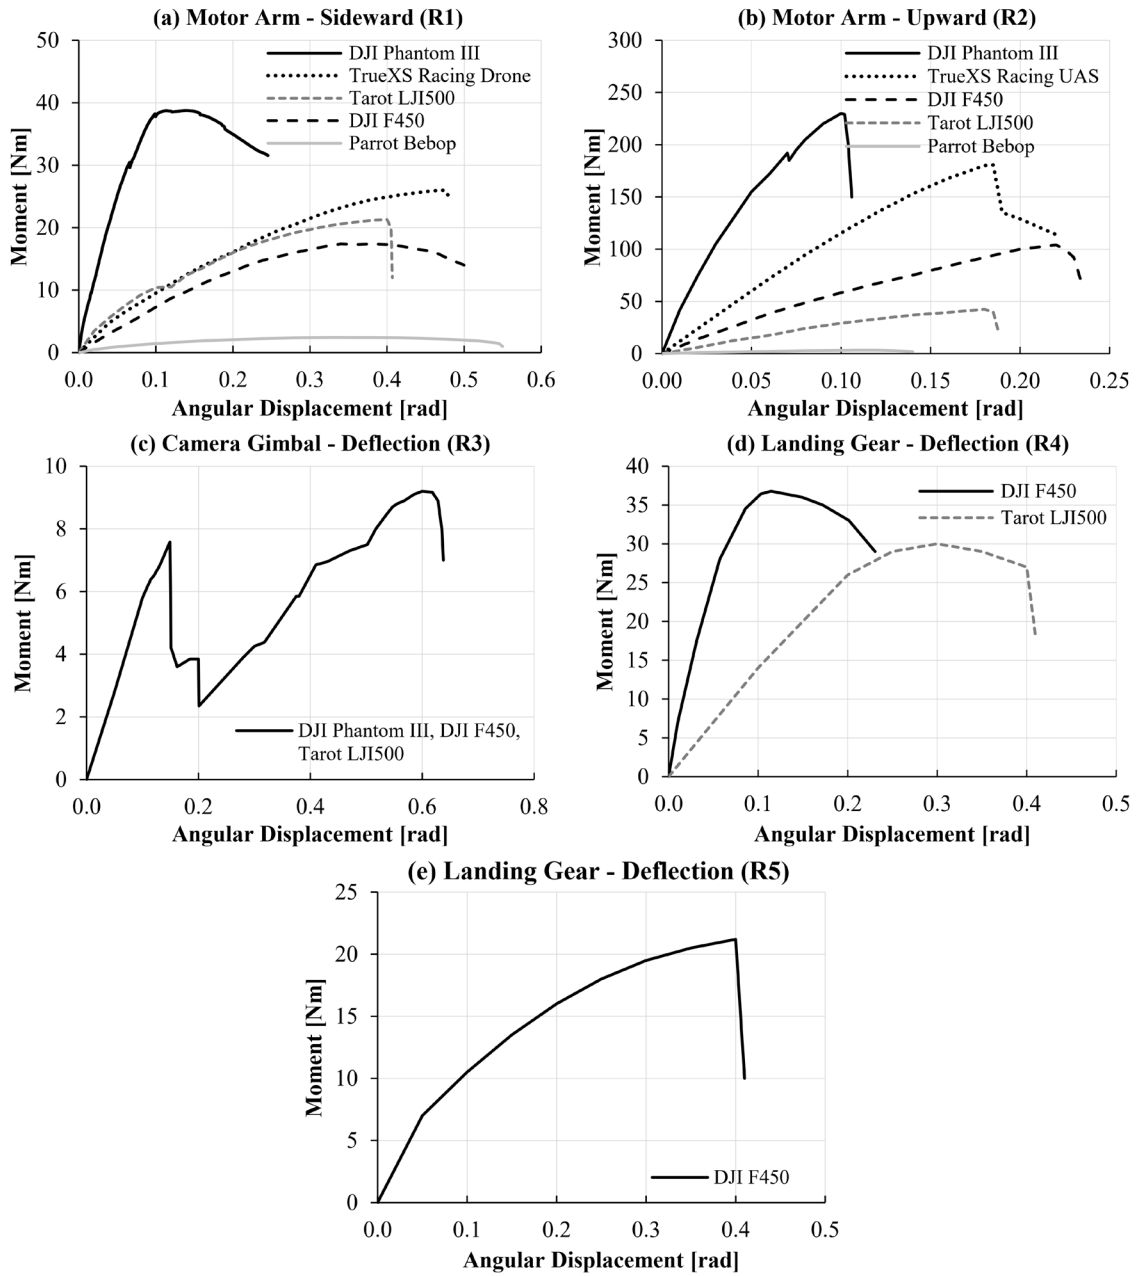 (a) Motor Arm - Sideward (R1)
50
40
30
20
10
0
Moment [Nm]
DJI Phantom III
TrueXS Racing Drone
Tarot LJI500
DJI F450
Parrot Bebop
0.0 0.1 0.2 0.3 0.4 0.5 0.6
Angular Displacement [rad]
(b) Motor Arm - Upward (R2)
300
250
200
150
100
50
0
Moment [Nm]
DJI Phantom III
TrueXS Racing UAS
DJI F450
Tarot LJI500
Parrot Bebop
0.00 0.05 0.10 0.15 0.20 0.25
Angular Displacement [rad]
(c) Camera Gimbal - Deflection (R3)
10
8
6
4
2
0
Moment [Nm]
DJI Phantom III, DJI F450,
Tarot LJI500
0.0 0.2 0.4 0.6 0.8
Angular Displacement [rad]
(d) Landing Gear - Deflection (R4)
40
35
30
25
20
15
10
5
0
Moment [Nm]
DJI F450
Tarot LJI500
0.0 0.1 0.2 0.3 0.4 0.5
Angular Displacement [rad]
(e) Landing Gear - Deflection (R5)
25
20
15
10
5
0
Moment [Nm]
DJI F450
0.0 0.1 0.2 0.3 0.4 0.5
Angular Displacement [rad]